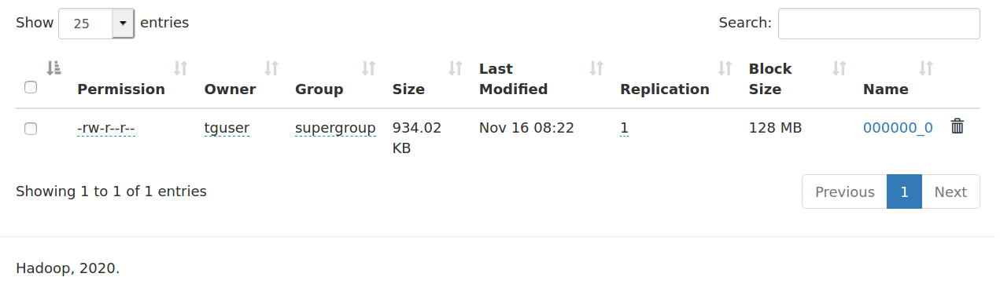 Show 25 entries Search:
Permission Owner Group Size Last Modified Replication Block Size Name
-rw-r--r-- tguser supergroup 934.02 KB Nov 16 08:22 1 128 MB 000000_0
Showing 1 to 1 of 1 entries Previous 1 Next
Hadoop, 2020.